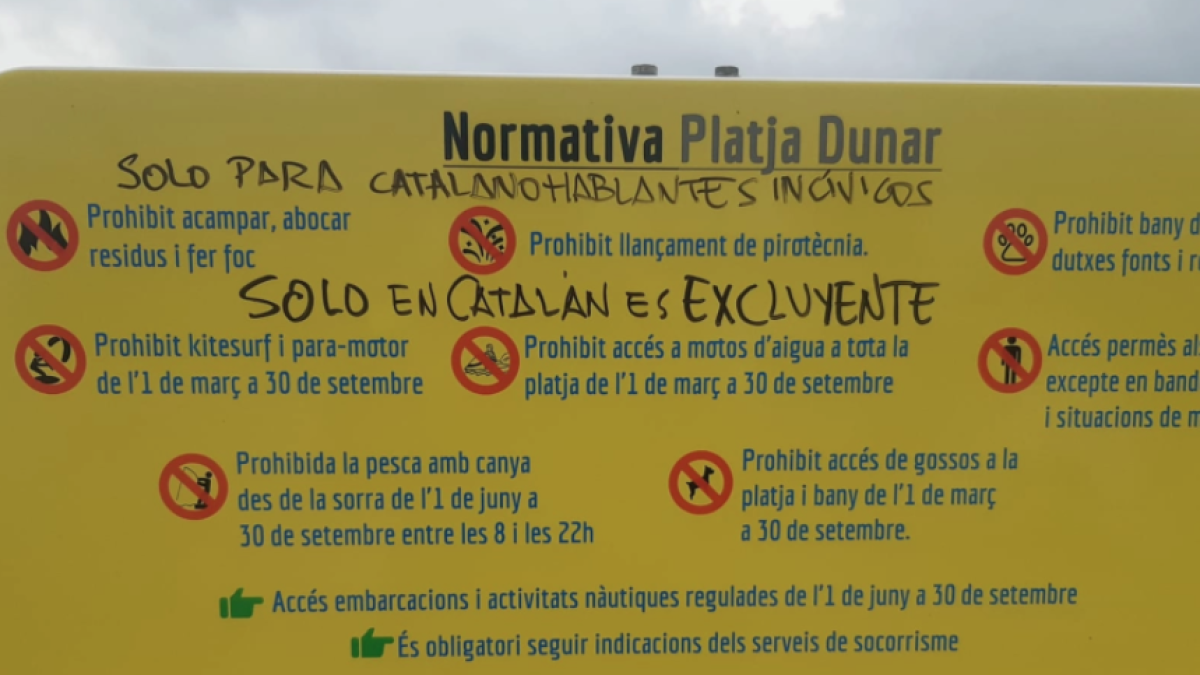 Normativa Platja Dunar
SOLO PARA CATALANOHABLANTES INCÍVICOS
Prohibit acampar, abocar
residus i fer foc
Prohibit llançament de pirotècnia.
Prohibit bany d
dutxes fonts i r
SOLO EN CATALÁN ES EXCLUYENTE
Prohibit kitesurf i para-motor
de l'1 de març a 30 de setembre
Prohibit accés a motos d'aigua a tota la
platja de l'1 de març a 30 de setembre
Accés permès al
excepte en band
i situacions de m
Prohibida la pesca amb canya
des de la sorra de l'1 de juny a
30 de setembre entre les 8 i les 22h
Prohibit accés de gossos a la
platja i bany de l'1 de març
a 30 de setembre.
Accés embarcacions i activitats nàutiques regulades de l'1 de juny a 30 de setembre
És obligatori seguir indicacions dels serveis de socorrisme